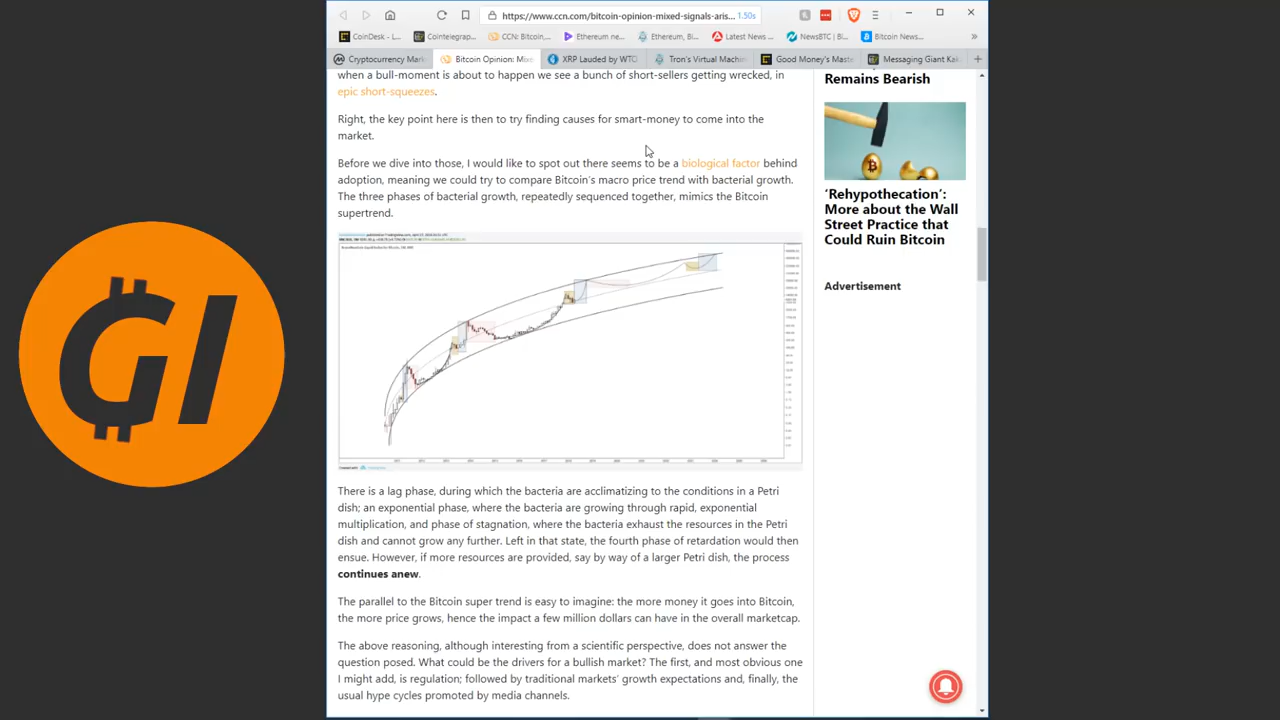 https://www.ccn.com/bitcoin-opinion-mixed-signals-aris... 1.50s
CoinDesk - L... Cointelegrap... CCN: Bitcoin,... Ethereum ne... Ethereum, Bi... Latest News ... NewsBTC | Bi... Bitcoin News... »
Cryptocurrency Market Bitcoin Opinion: Mix XRP Lauded by WTO Tron's Virtual Machin Good Money's Maste Messaging Giant Kak
when a bull-moment is about to happen we see a bunch of short-sellers getting wrecked, in
epic short-squeezes.
Right, the key point here is then to try finding causes for smart-money to come into the
market.
Before we dive into those, I would like to spot out there seems to be a biological factor behind
adoption, meaning we could try to compare Bitcoin's macro price trend with bacterial growth.
The three phases of bacterial growth, repeatedly sequenced together, mimics the Bitcoin
supertrend.
There is a lag phase, during which the bacteria are acclimatizing to the conditions in a Petri
dish; an exponential phase, where the bacteria are growing through rapid, exponential
multiplication, and phase of stagnation, where the bacteria exhaust the resources in the Petri
dish and cannot grow any further. Left in that state, the fourth phase of retardation would then
ensue. However, if more resources are provided, say by way of a larger Petri dish, the process
continues anew.
The parallel to the Bitcoin super trend is easy to imagine: the more money it goes into Bitcoin,
the more price grows, hence the impact a few million dollars can have in the overall marketcap.
The above reasoning, although interesting from a scientific perspective, does not answer the
question posed. What could be the drivers for a bullish market? The first, and most obvious one
I might add, is regulation; followed by traditional markets' growth expectations and, finally, the
usual hype cycles promoted by media channels.
Remains Bearish
'Rehypothecation':
More about the Wall
Street Practice that
Could Ruin Bitcoin
Advertisement
GI